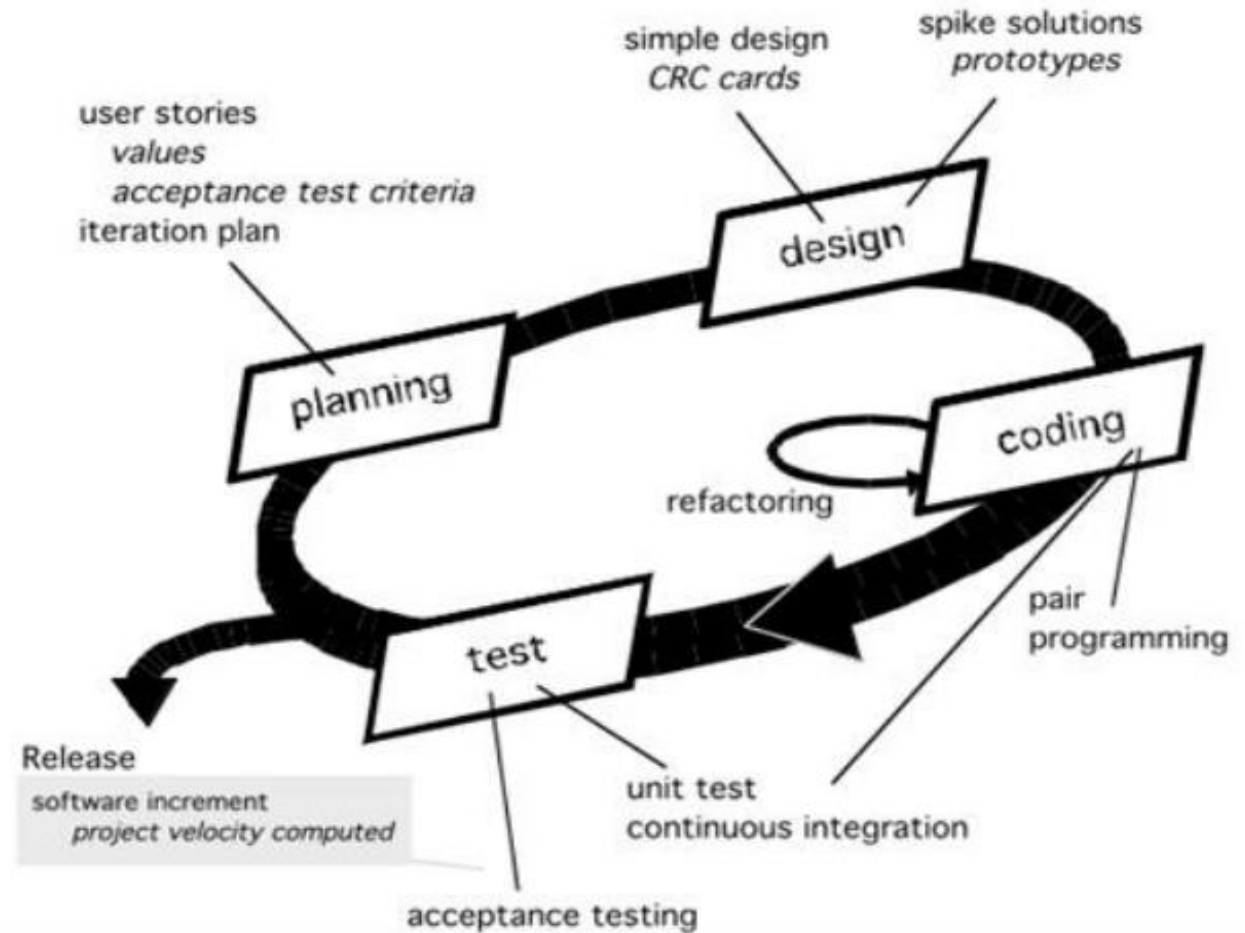 simple design
CRC cards
spike solutions
prototypes
user stories
values
acceptance test criteria
iteration plan
design
planning
coding
refactoring
pair
programming
test
Release
software increment
project velocity computed
unit test
continuous integration
acceptance testing